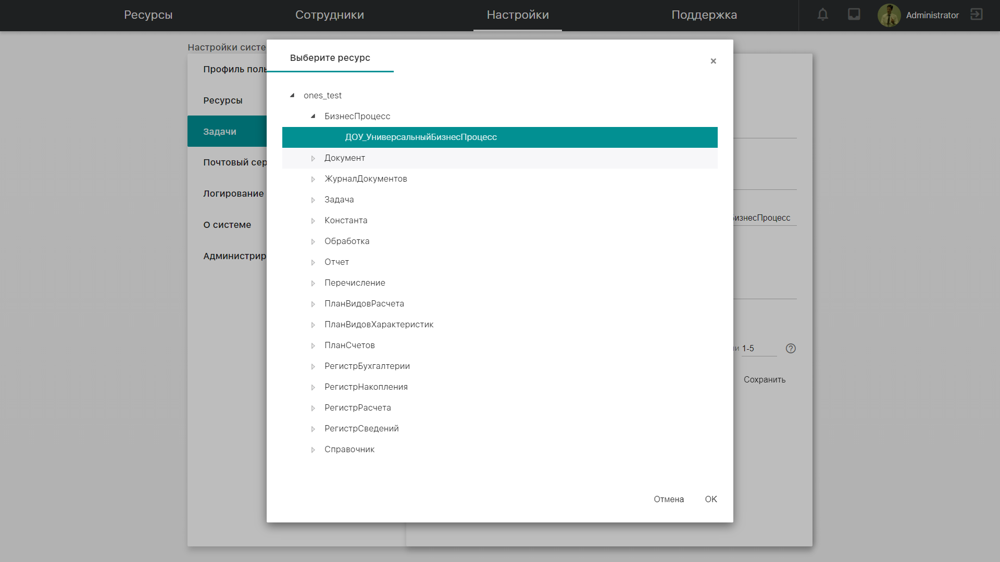 Ресурсы
Сотрудники
Настройки
Поддержка
Administrator
Настройки систе
Профиль поль
Ресурсы
Задачи
Почтовый сер
Логирование
О системе
Администрир
Выберите ресурс
×
ones_test
БизнесПроцесс
ДОУ_УниверсальныйБизнесПроцесс
Документ
ЖурналДокументов
Задача
Константа
Обработка
Отчет
Перечисление
ПланВидовРасчета
ПланВидовХарактеристик
ПланСчетов
РегистрБухгалтерии
РегистрНакопления
РегистрРасчета
РегистрСведений
Справочник
Отмена
OK
БизнесПроцесс
1-5
Сохранить